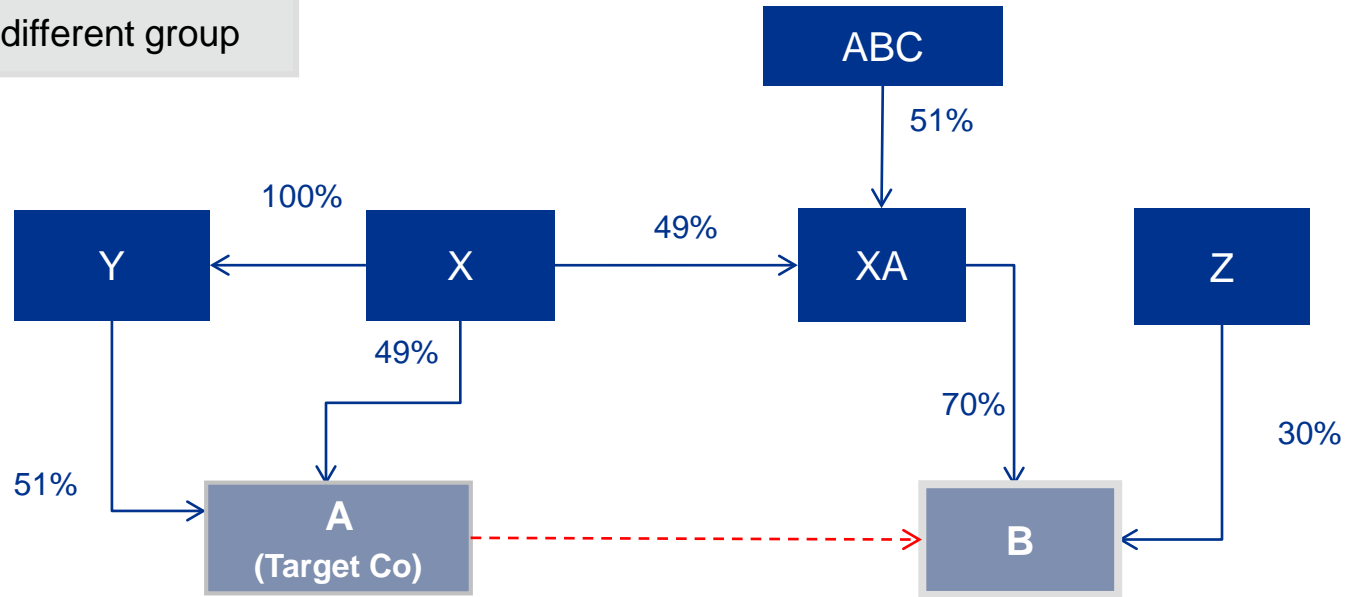 different group
ABC
51%
100%
49%
Y
X
XA
Z
49%
70%
30%
51%
A
(Target Co)
B